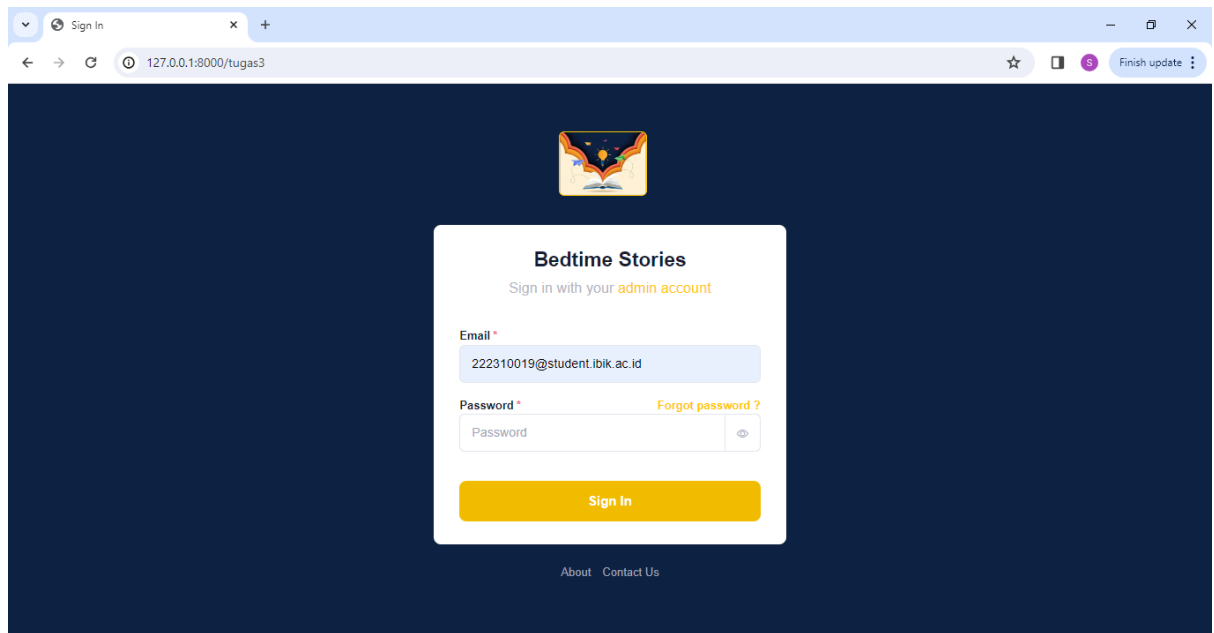 Sign In
127.0.0.1:8000/tugas3
S
Finish update
Bedtime Stories
Sign in with your admin account
Email *
222310019@student.ibik.ac.id
Password * Forgot password ?
Password
Sign In
About Contact Us